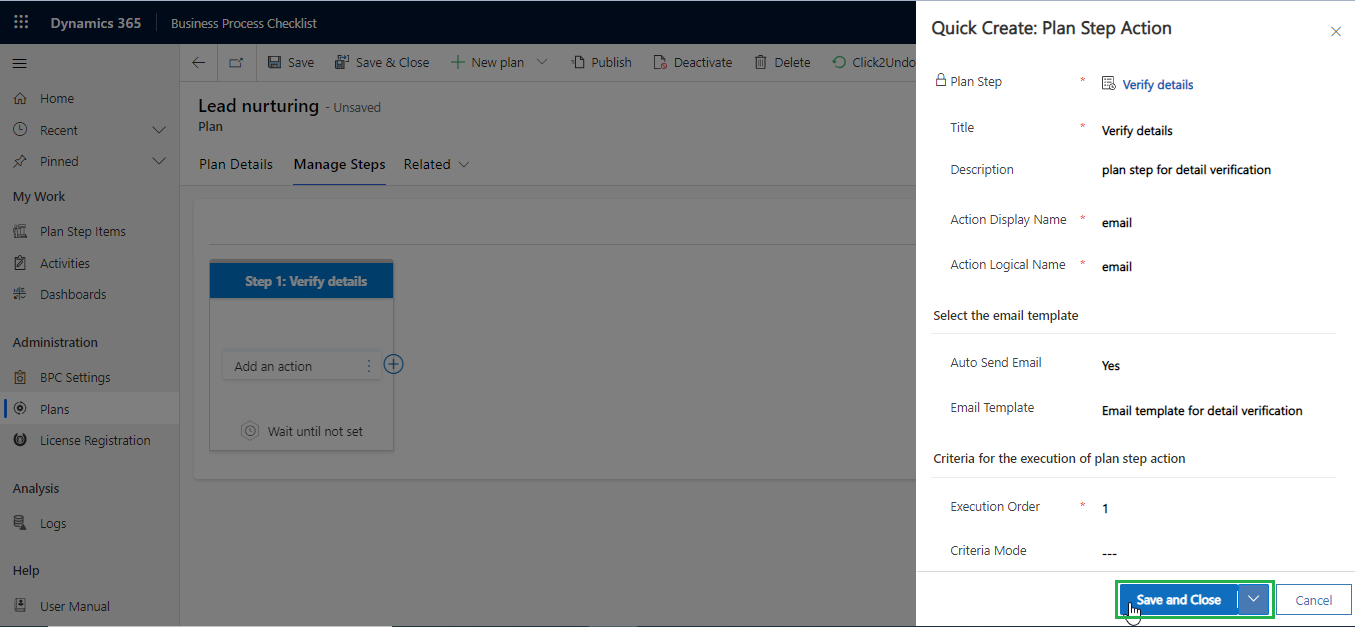 Dynamics 365
Business Process Checklist
Home
Recent
Pinned
My Work
Plan Step Items
Activities
Dashboards
Administration
BPC Settings
Plans
License Registration
Analysis
Logs
Help
User Manual
Save
Save & Close
New plan
Publish
Deactivate
Delete
Click2Undo
Lead nurturing - Unsaved
Plan
Plan Details
Manage Steps
Related
Step 1: Verify details
Add an action
Wait until not set
Quick Create: Plan Step Action
Plan Step * Verify details
Title * Verify details
Description plan step for detail verification
Action Display Name * email
Action Logical Name * email
Select the email template
Auto Send Email Yes
Email Template Email template for detail verification
Criteria for the execution of plan step action
Execution Order * 1
Criteria Mode ---
Save and Close
Cancel